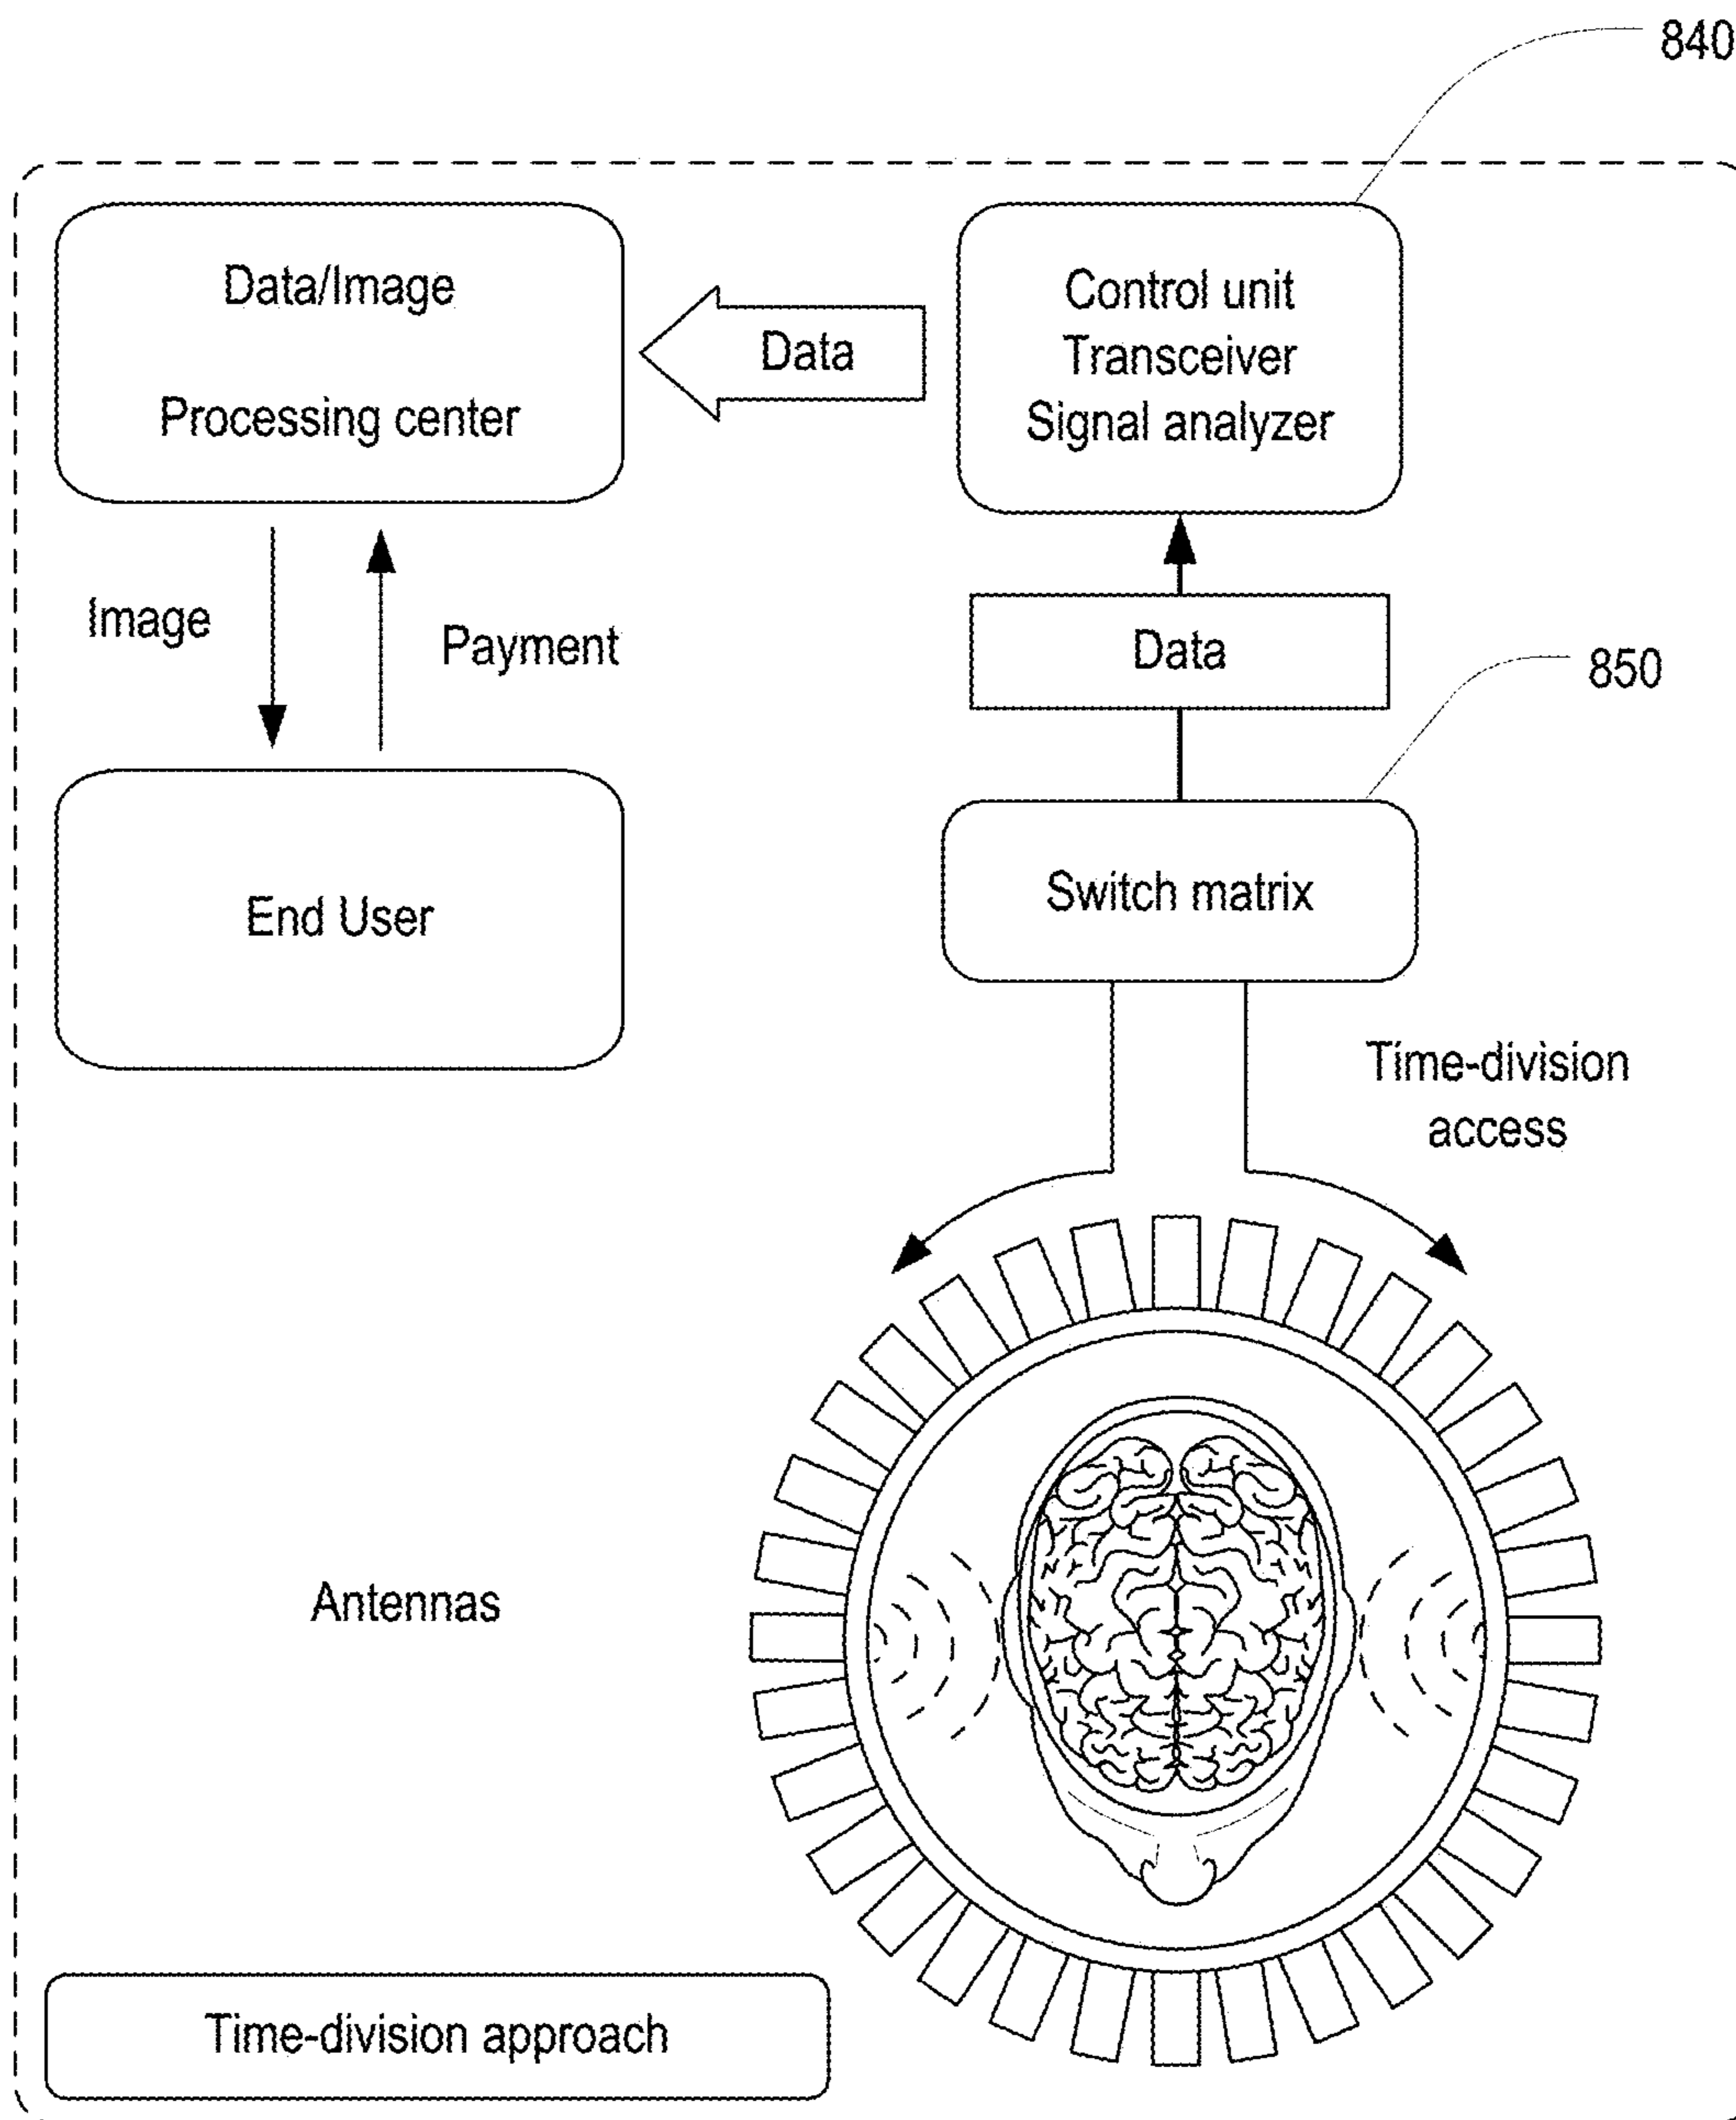 840
Data/Image
Processing center
Data
Control unit
Transceiver
Signal analyzer
Image
Payment
Data
850
End User
Switch matrix
Time-division
access
Antennas
Time-division approach